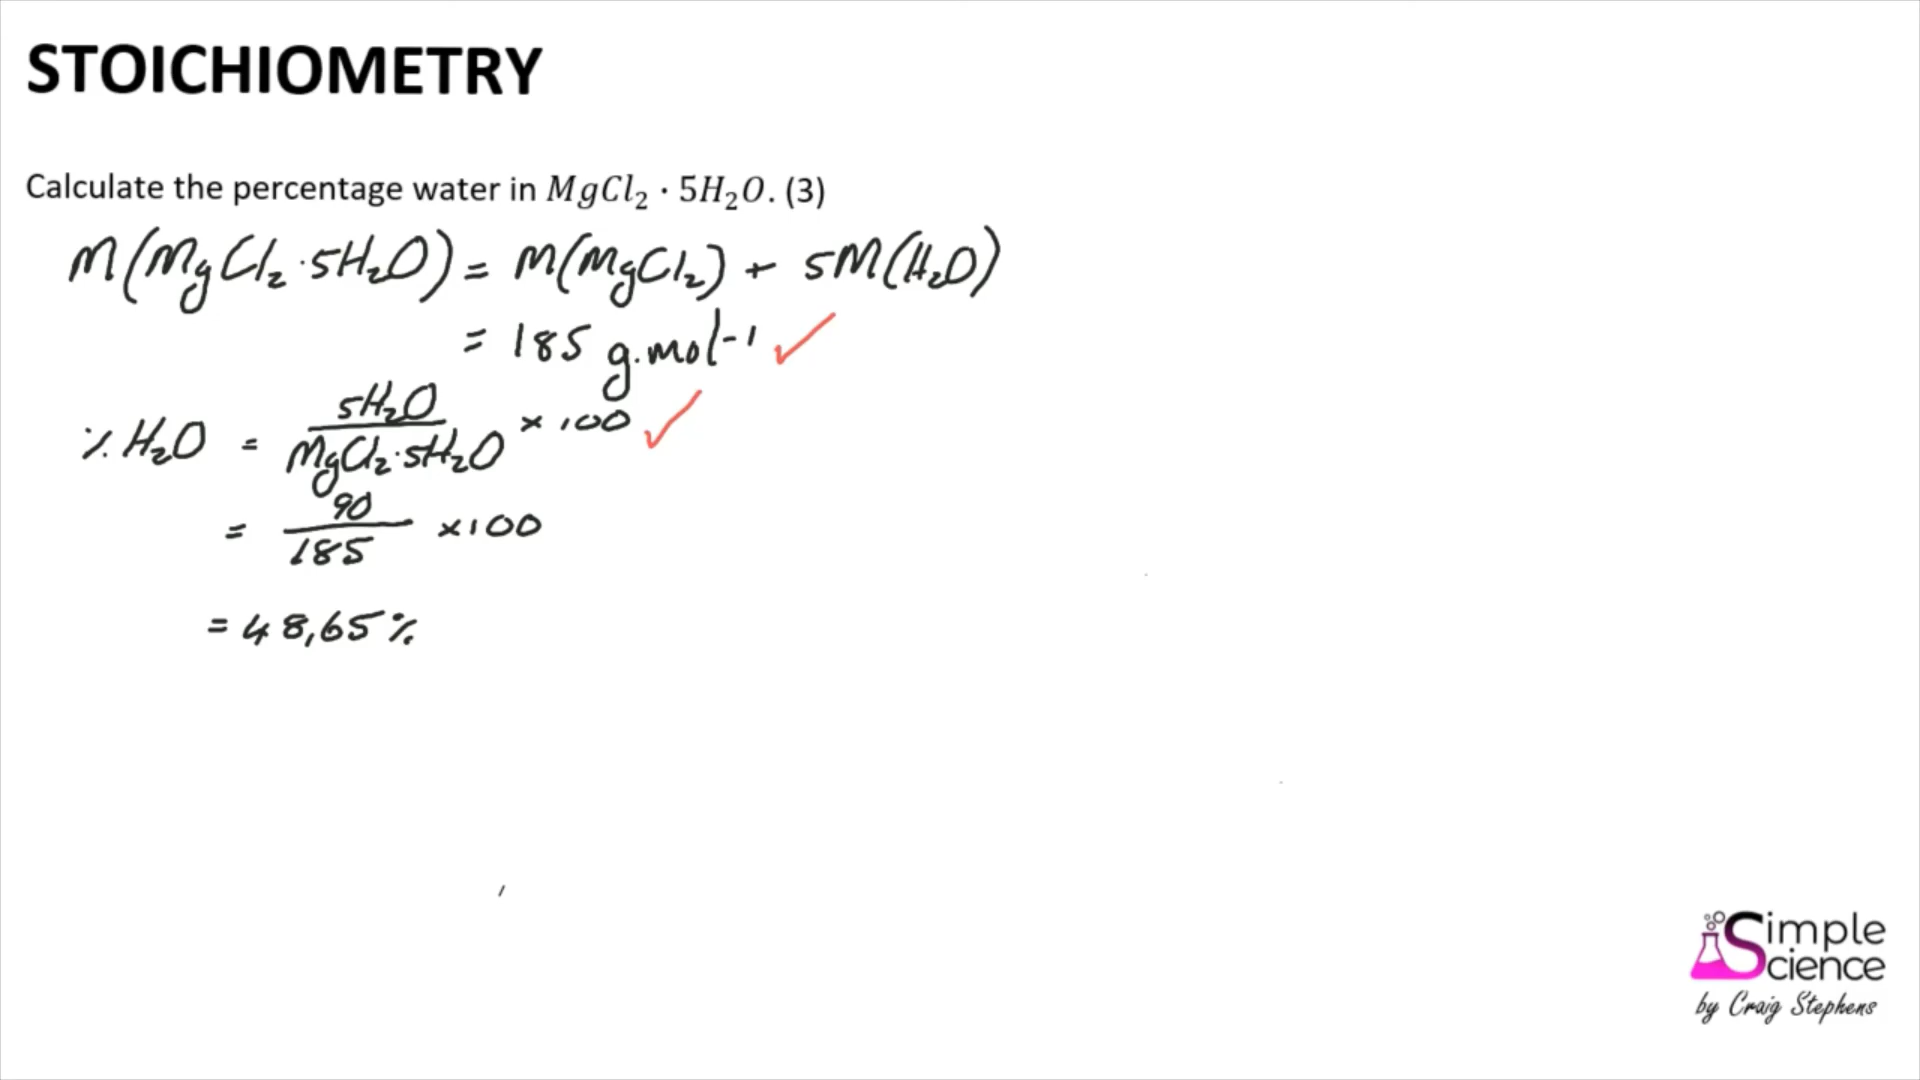 STOICHIOMETRY
Calculate the percentage water in MgCl₂ · 5H₂O. (3)
M(MgCl₂·5H₂O) = M(MgCl₂) + 5M(H₂O)
= 185 g.mol⁻¹ ✓
% H₂O = 5H₂O / MgCl₂·5H₂O × 100 ✓
= 90 / 185 × 100
= 48,65 %
Simple
Science
by Craig Stephens